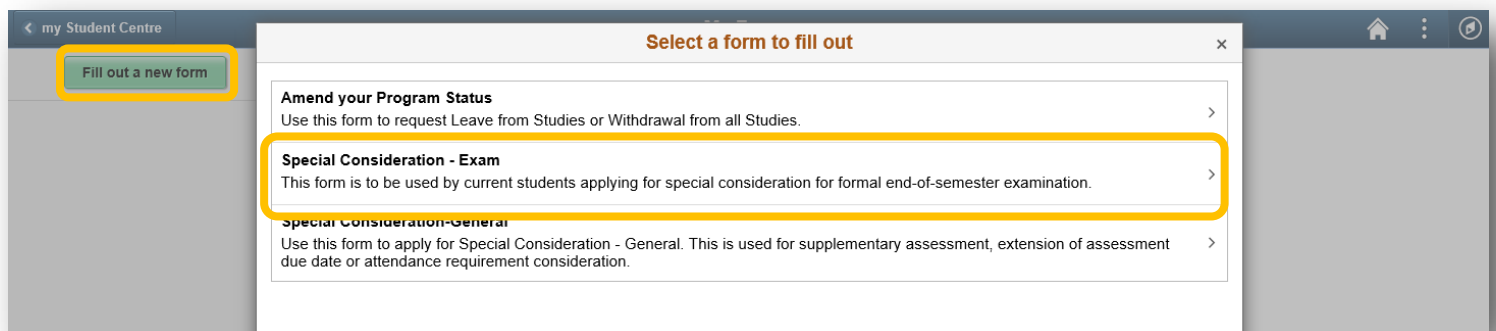 my Student Centre
Fill out a new form
Select a form to fill out
Amend your Program Status
Use this form to request Leave from Studies or Withdrawal from all Studies.
Special Consideration - Exam
This form is to be used by current students applying for special consideration for formal end-of-semester examination.
Special Consideration-General
Use this form to apply for Special Consideration - General. This is used for supplementary assessment, extension of assessment
due date or attendance requirement consideration.